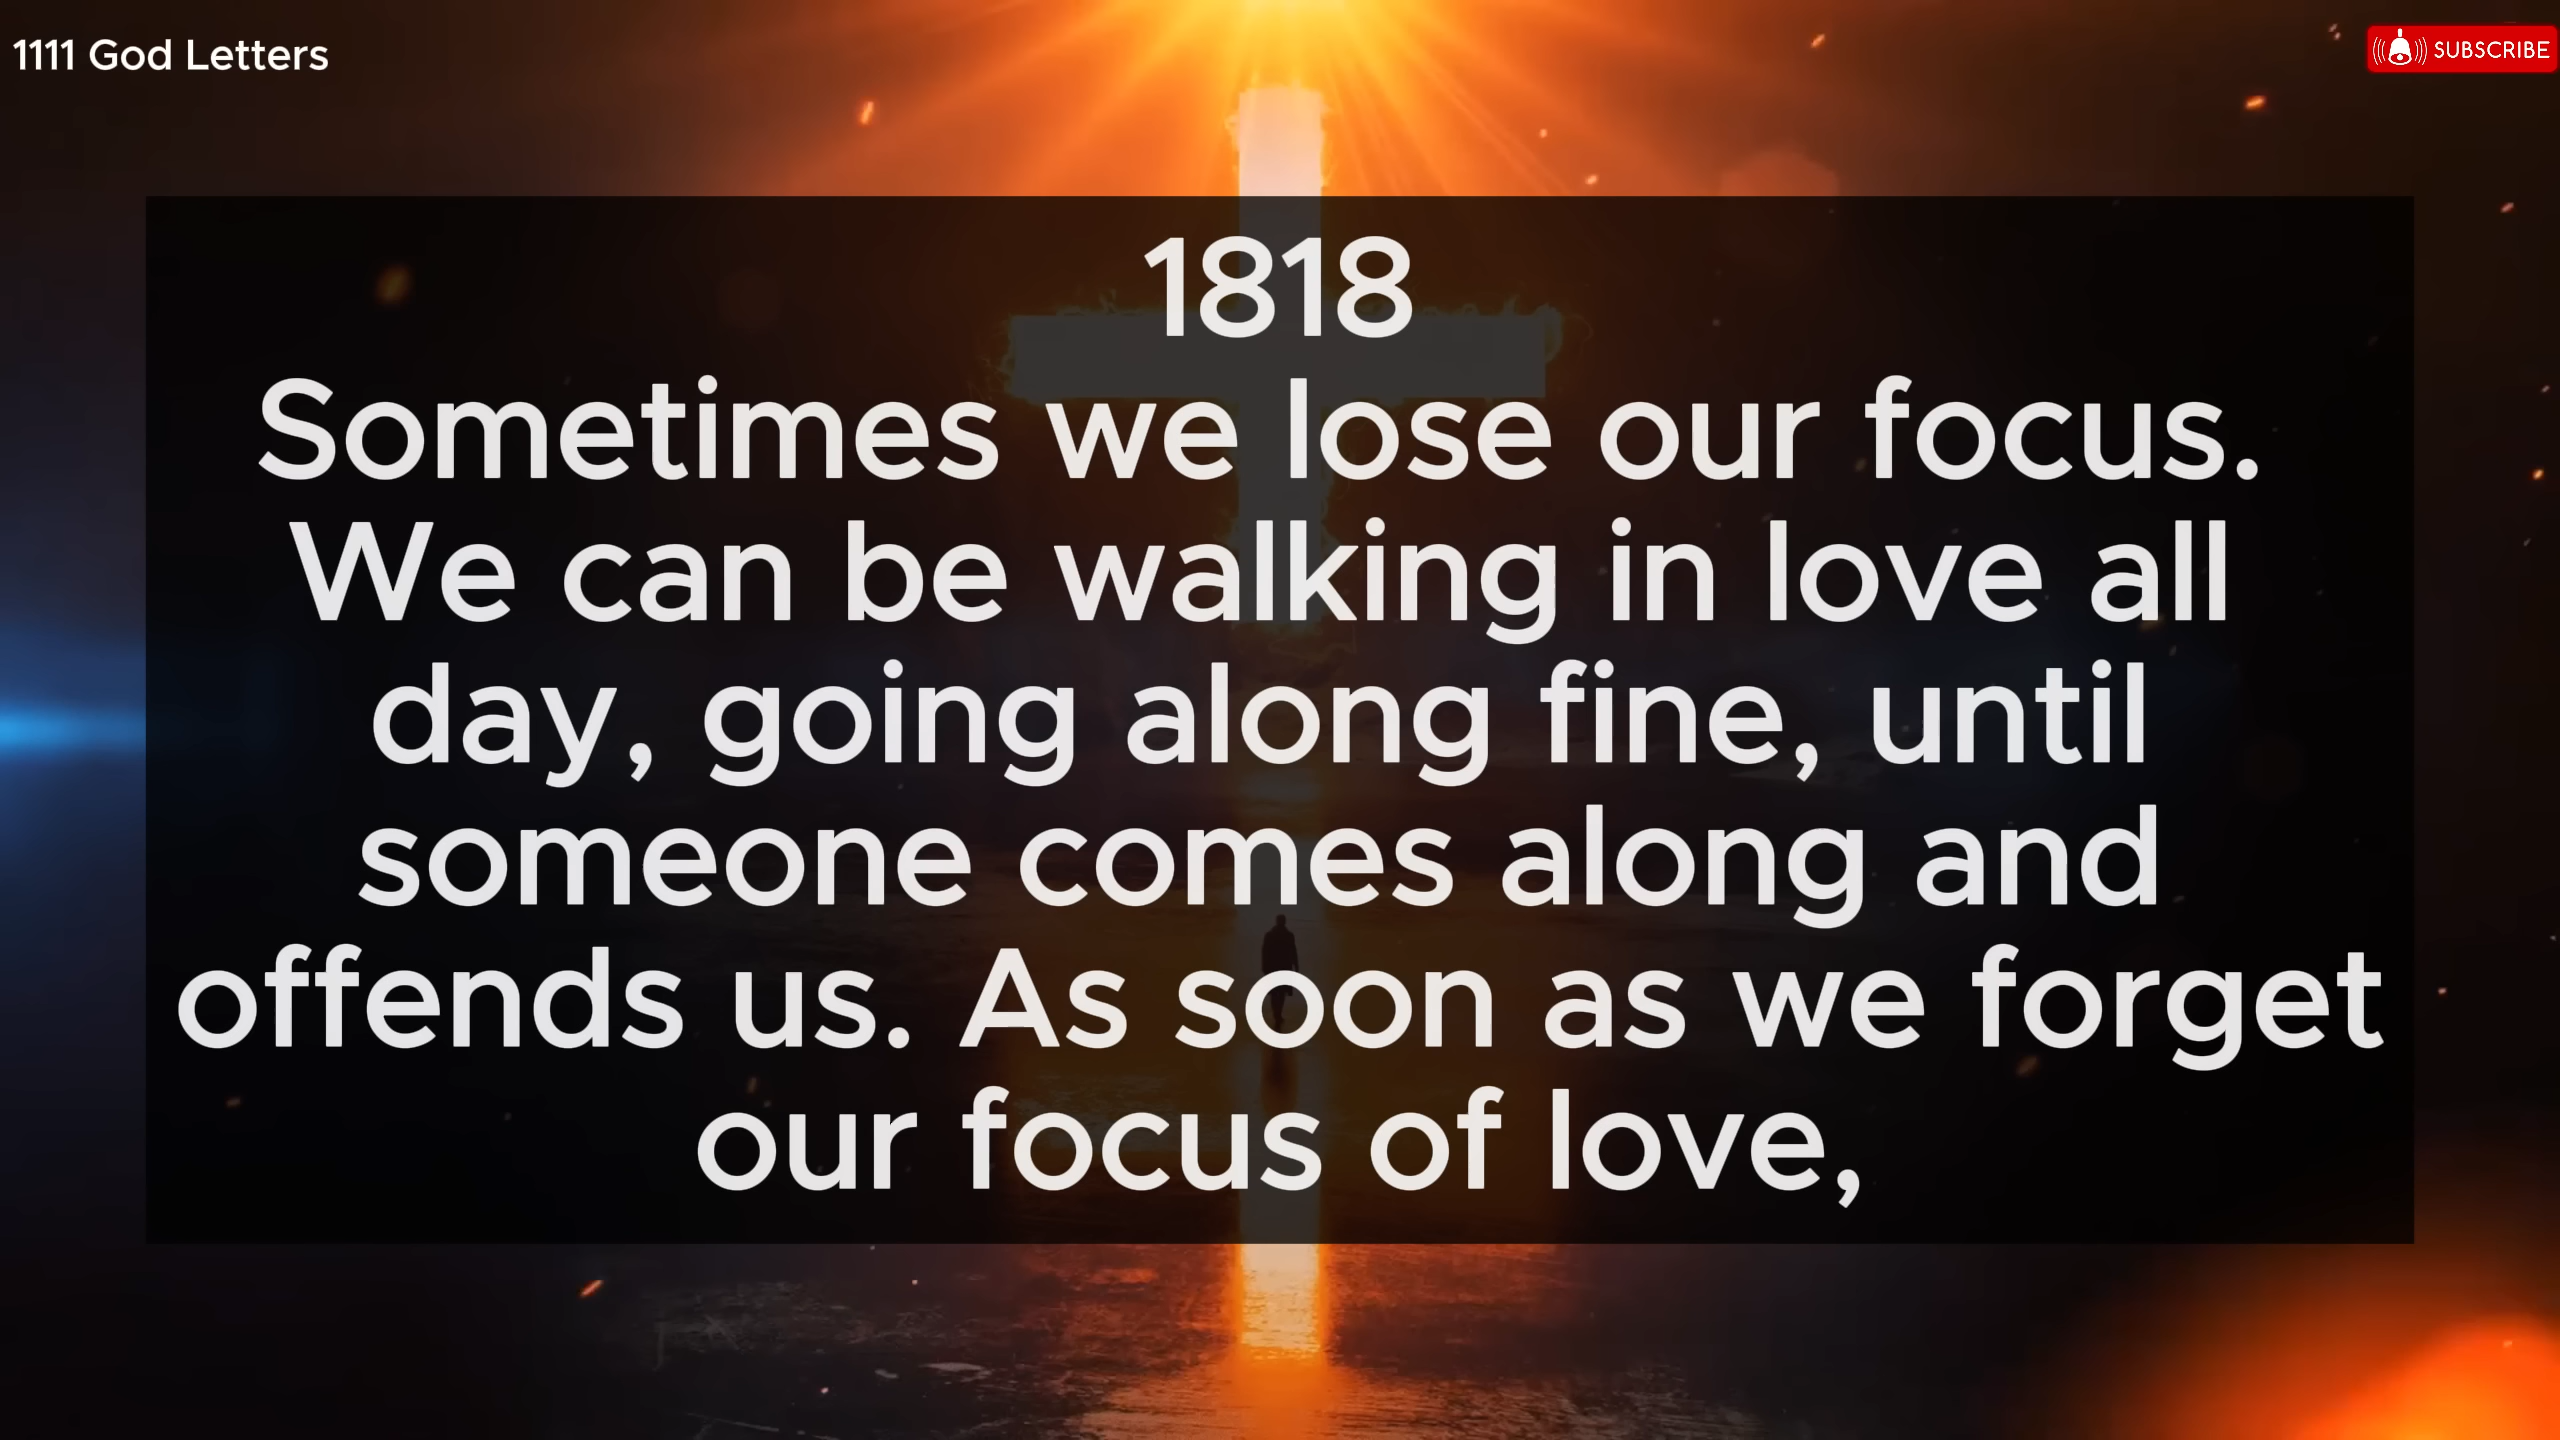 1111 God Letters
SUBSCRIBE
1818
Sometimes we lose our focus.
We can be walking in love all
day, going along fine, until
someone comes along and
offends us. As soon as we forget
our focus of love,